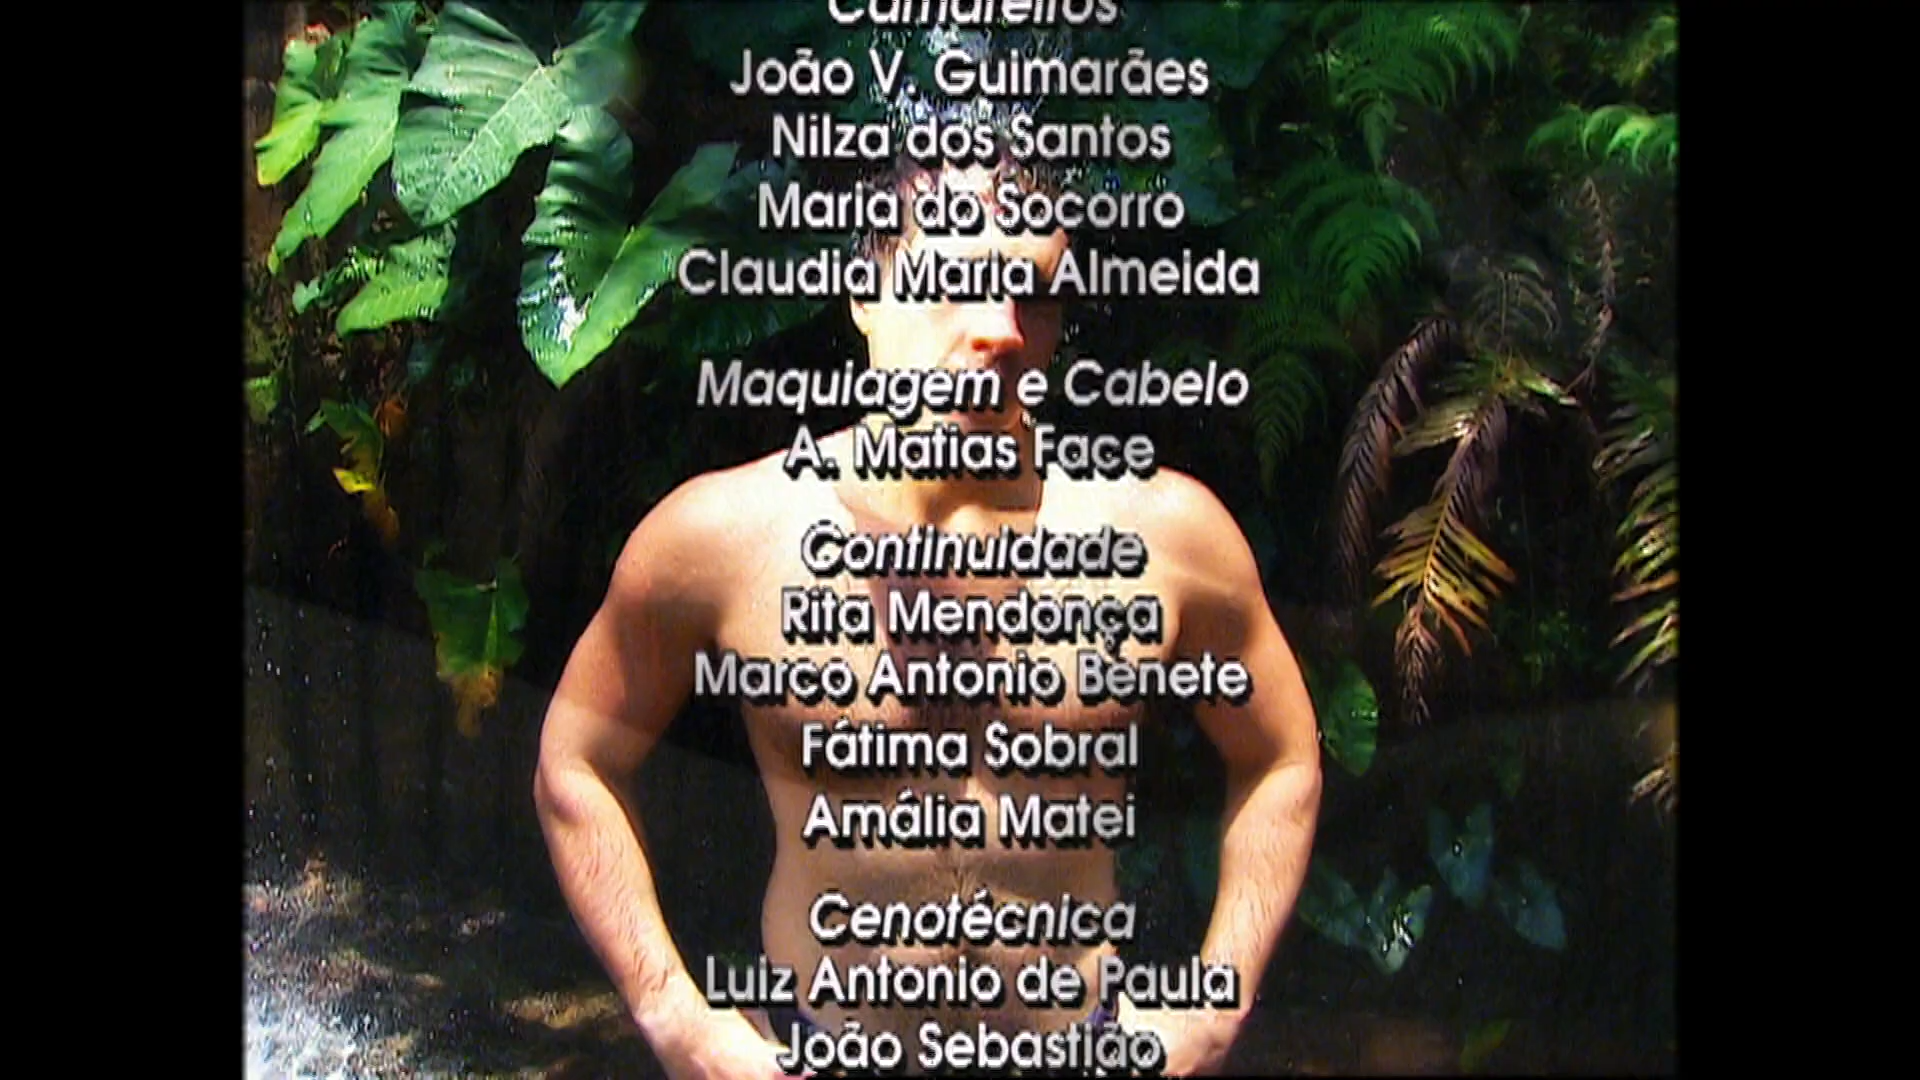 Camareiros
João V. Guimarães
Nilza dos Santos
Maria do Socorro
Claudia Maria Almeida
Maquiagem e Cabelo
A. Matias Face
Continuidade
Rita Mendonça
Marco Antonio Benete
Fátima Sobral
Amália Matei
Cenotécnica
Luiz Antonio de Paula
João Sebastião